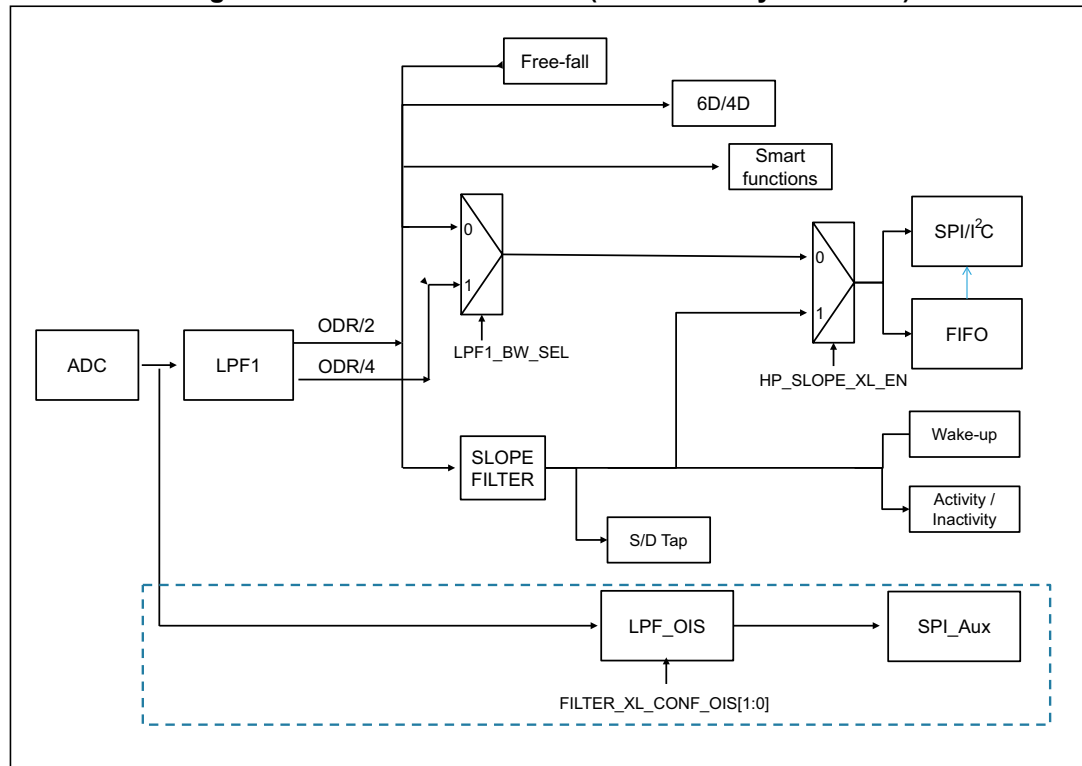 Free-fall
6D/4D
Smart
functions
0
SPI/I²C
0
1
ODR/2
1
FIFO
ADC
LPF1
LPF1_BW_SEL
ODR/4
HP_SLOPE_XL_EN
Wake-up
SLOPE
FILTER
Activity /
Inactivity
S/D Tap
LPF_OIS
SPI_Aux
FILTER_XL_CONF_OIS[1:0]